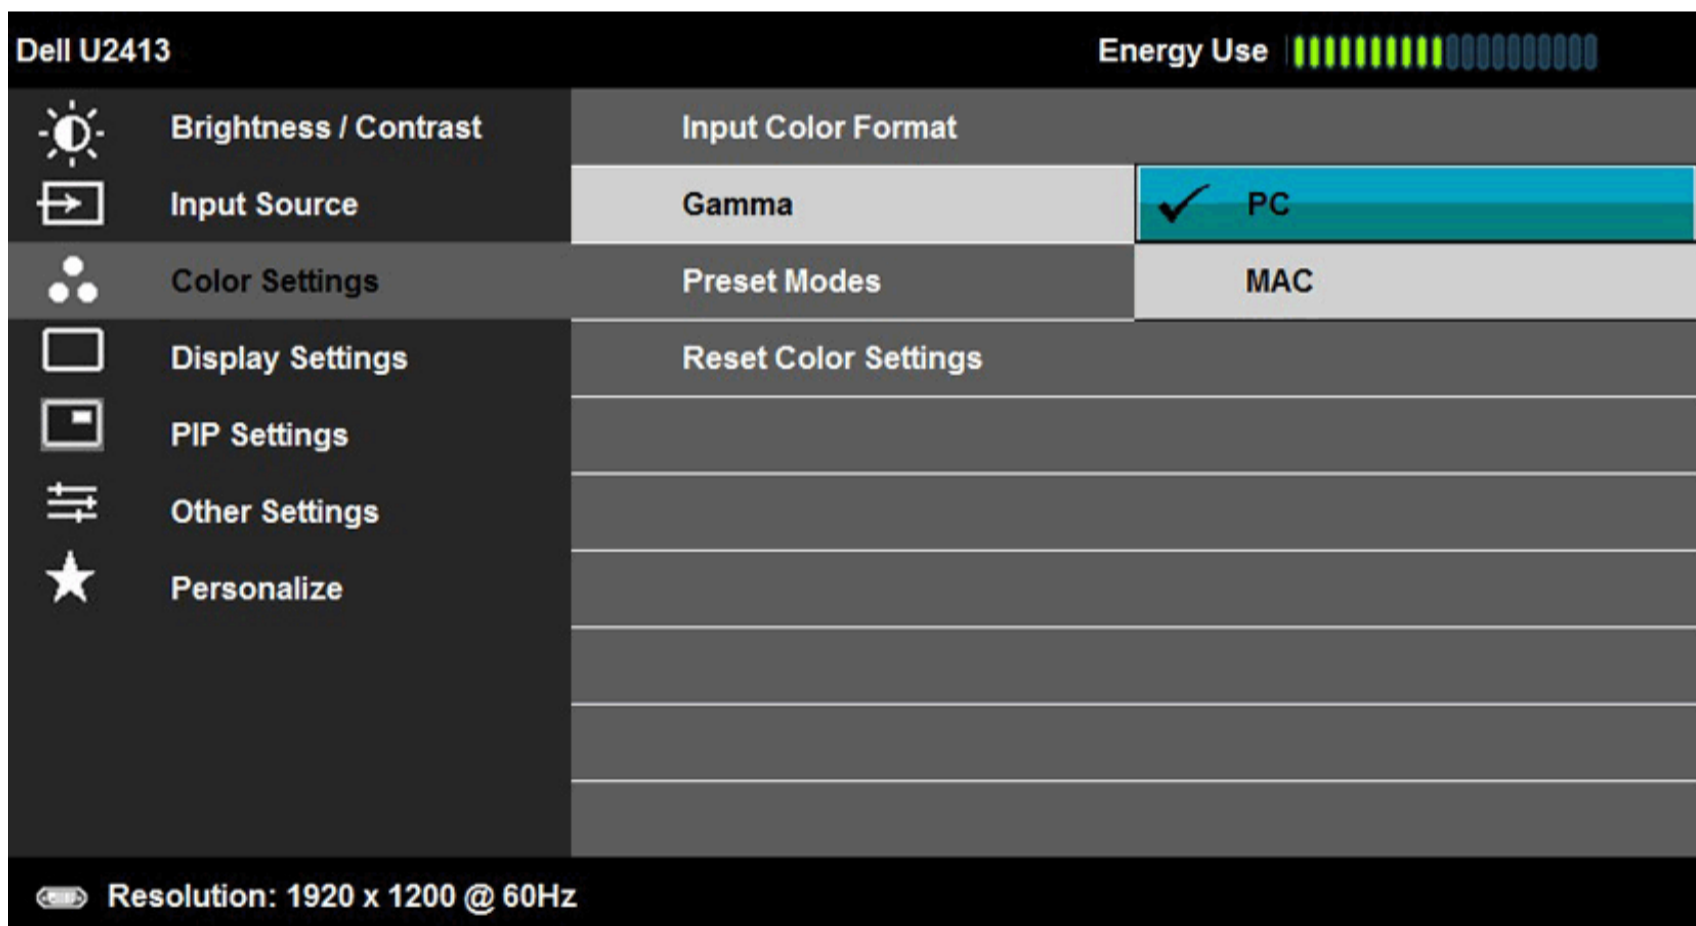 Dell U2413
Energy Use
Brightness / Contrast
Input Color Format
Input Source
Gamma
PC
Color Settings
Preset Modes
MAC
Display Settings
Reset Color Settings
PIP Settings
Other Settings
Personalize
Resolution: 1920 x 1200 @ 60Hz